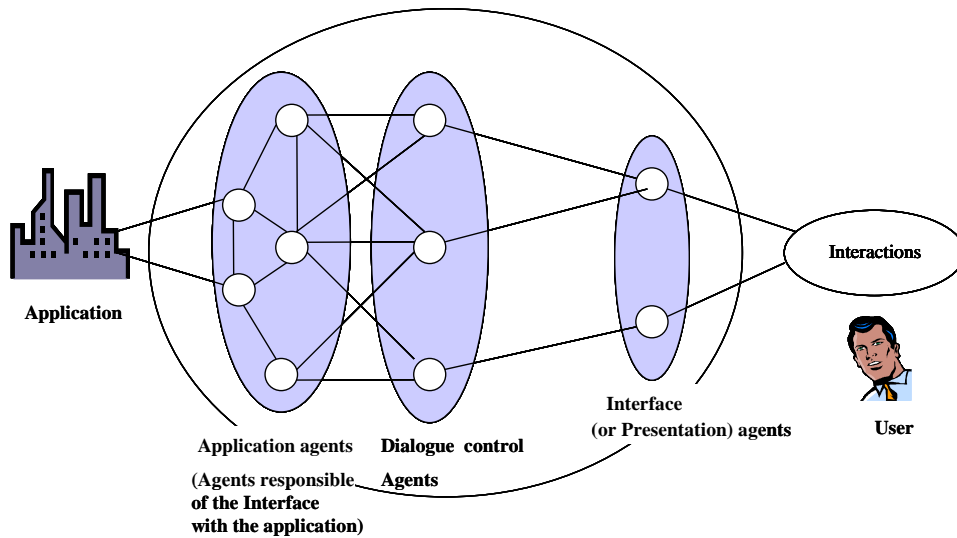 Interactions
Application
Interface
(or Presentation) agents
User
Application agents
(Agents responsible
of the Interface
with the application)
Dialogue control
Agents